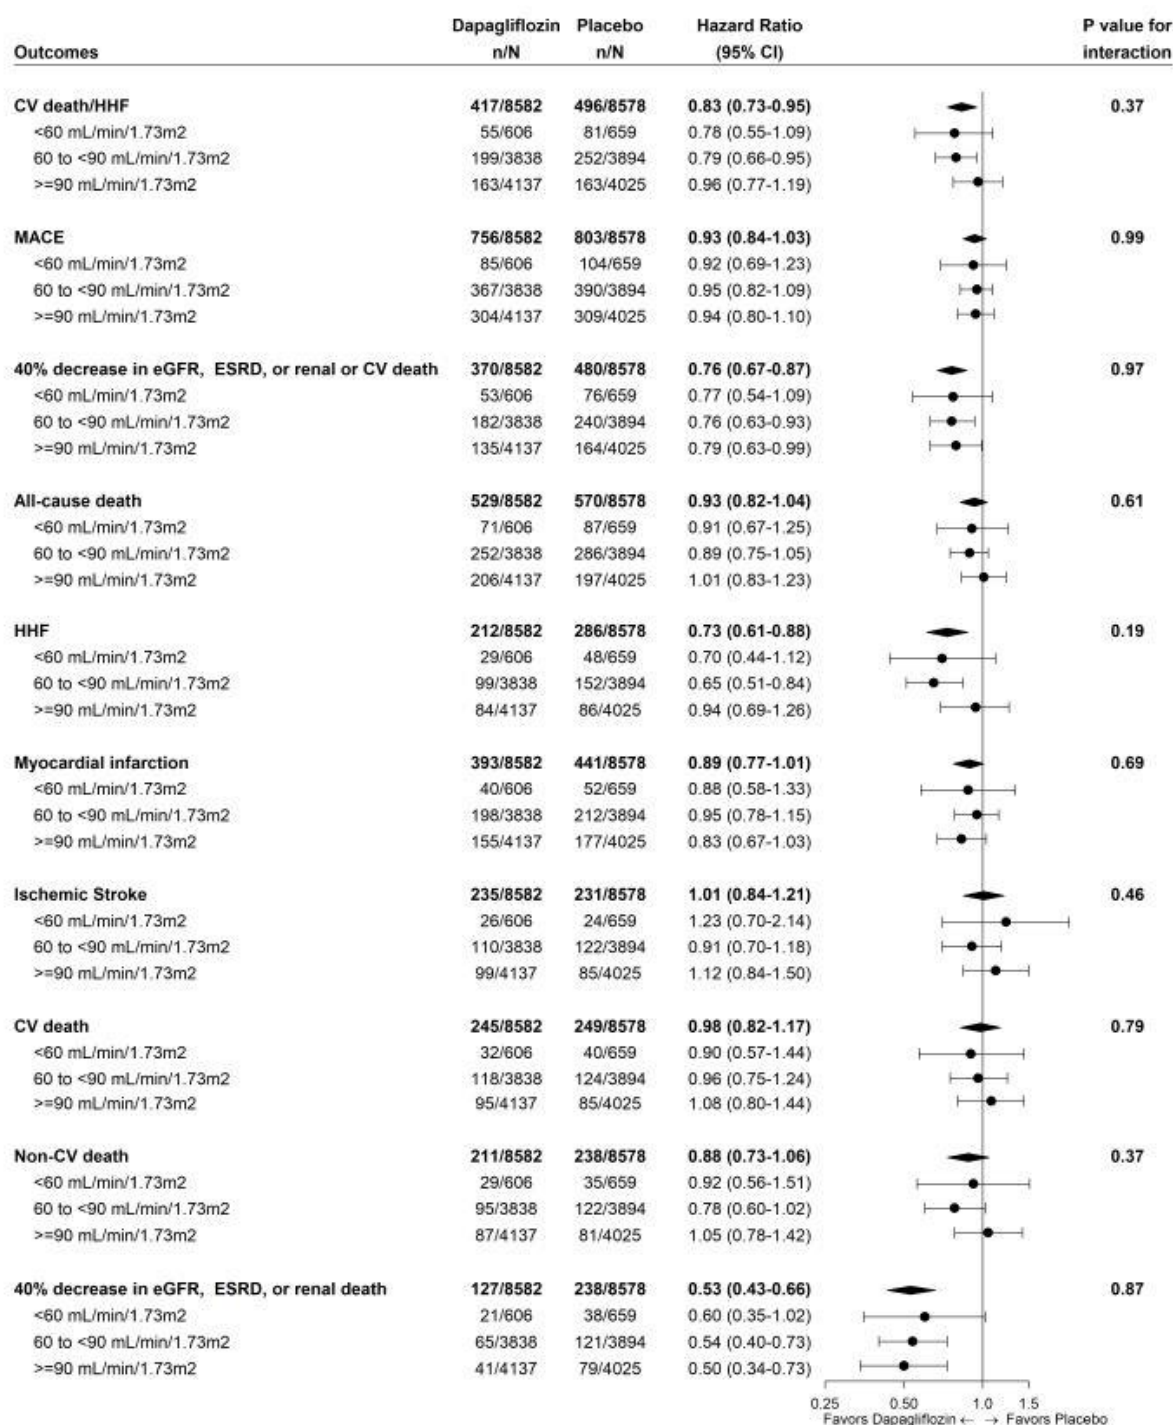 Dapagliflozin Placebo Hazard Ratio P value for
Outcomes n/N n/N (95% CI) interaction
CV death/HHF 417/8582 496/8578 0.83 (0.73-0.95) 0.37
<60 mL/min/1.73m2 55/606 81/659 0.78 (0.55-1.09)
60 to <90 mL/min/1.73m2 199/3838 252/3894 0.79 (0.66-0.95)
>=90 mL/min/1.73m2 163/4137 163/4025 0.96 (0.77-1.19)
MACE 756/8582 803/8578 0.93 (0.84-1.03) 0.99
<60 mL/min/1.73m2 85/606 104/659 0.92 (0.69-1.23)
60 to <90 mL/min/1.73m2 367/3838 390/3894 0.95 (0.82-1.09)
>=90 mL/min/1.73m2 304/4137 309/4025 0.94 (0.80-1.10)
40% decrease in eGFR, ESRD, or renal or CV death 370/8582 480/8578 0.76 (0.67-0.87) 0.97
<60 mL/min/1.73m2 53/606 76/659 0.77 (0.54-1.09)
60 to <90 mL/min/1.73m2 182/3838 240/3894 0.76 (0.63-0.93)
>=90 mL/min/1.73m2 135/4137 164/4025 0.79 (0.63-0.99)
All-cause death 529/8582 570/8578 0.93 (0.82-1.04) 0.61
<60 mL/min/1.73m2 71/606 87/659 0.91 (0.67-1.25)
60 to <90 mL/min/1.73m2 252/3838 286/3894 0.89 (0.75-1.05)
>=90 mL/min/1.73m2 206/4137 197/4025 1.01 (0.83-1.23)
HHF 212/8582 286/8578 0.73 (0.61-0.88) 0.19
<60 mL/min/1.73m2 29/606 48/659 0.70 (0.44-1.12)
60 to <90 mL/min/1.73m2 99/3838 152/3894 0.65 (0.51-0.84)
>=90 mL/min/1.73m2 84/4137 86/4025 0.94 (0.69-1.26)
Myocardial infarction 393/8582 441/8578 0.89 (0.77-1.01) 0.69
<60 mL/min/1.73m2 40/606 52/659 0.88 (0.58-1.33)
60 to <90 mL/min/1.73m2 198/3838 212/3894 0.95 (0.78-1.15)
>=90 mL/min/1.73m2 155/4137 177/4025 0.83 (0.67-1.03)
Ischemic Stroke 235/8582 231/8578 1.01 (0.84-1.21) 0.46
<60 mL/min/1.73m2 26/606 24/659 1.23 (0.70-2.14)
60 to <90 mL/min/1.73m2 110/3838 122/3894 0.91 (0.70-1.18)
>=90 mL/min/1.73m2 99/4137 85/4025 1.12 (0.84-1.50)
CV death 245/8582 249/8578 0.98 (0.82-1.17) 0.79
<60 mL/min/1.73m2 32/606 40/659 0.90 (0.57-1.44)
60 to <90 mL/min/1.73m2 118/3838 124/3894 0.96 (0.75-1.24)
>=90 mL/min/1.73m2 95/4137 85/4025 1.08 (0.80-1.44)
Non-CV death 211/8582 238/8578 0.88 (0.73-1.06) 0.37
<60 mL/min/1.73m2 29/606 35/659 0.92 (0.56-1.51)
60 to <90 mL/min/1.73m2 95/3838 122/3894 0.78 (0.60-1.02)
>=90 mL/min/1.73m2 87/4137 81/4025 1.05 (0.78-1.42)
40% decrease in eGFR, ESRD, or renal death 127/8582 238/8578 0.53 (0.43-0.66) 0.87
<60 mL/min/1.73m2 21/606 38/659 0.60 (0.35-1.02)
60 to <90 mL/min/1.73m2 65/3838 121/3894 0.54 (0.40-0.73)
>=90 mL/min/1.73m2 41/4137 79/4025 0.50 (0.34-0.73)
0.25 0.50 1.0 1.5
Favors Dapagliflozin ← → Favors Placebo